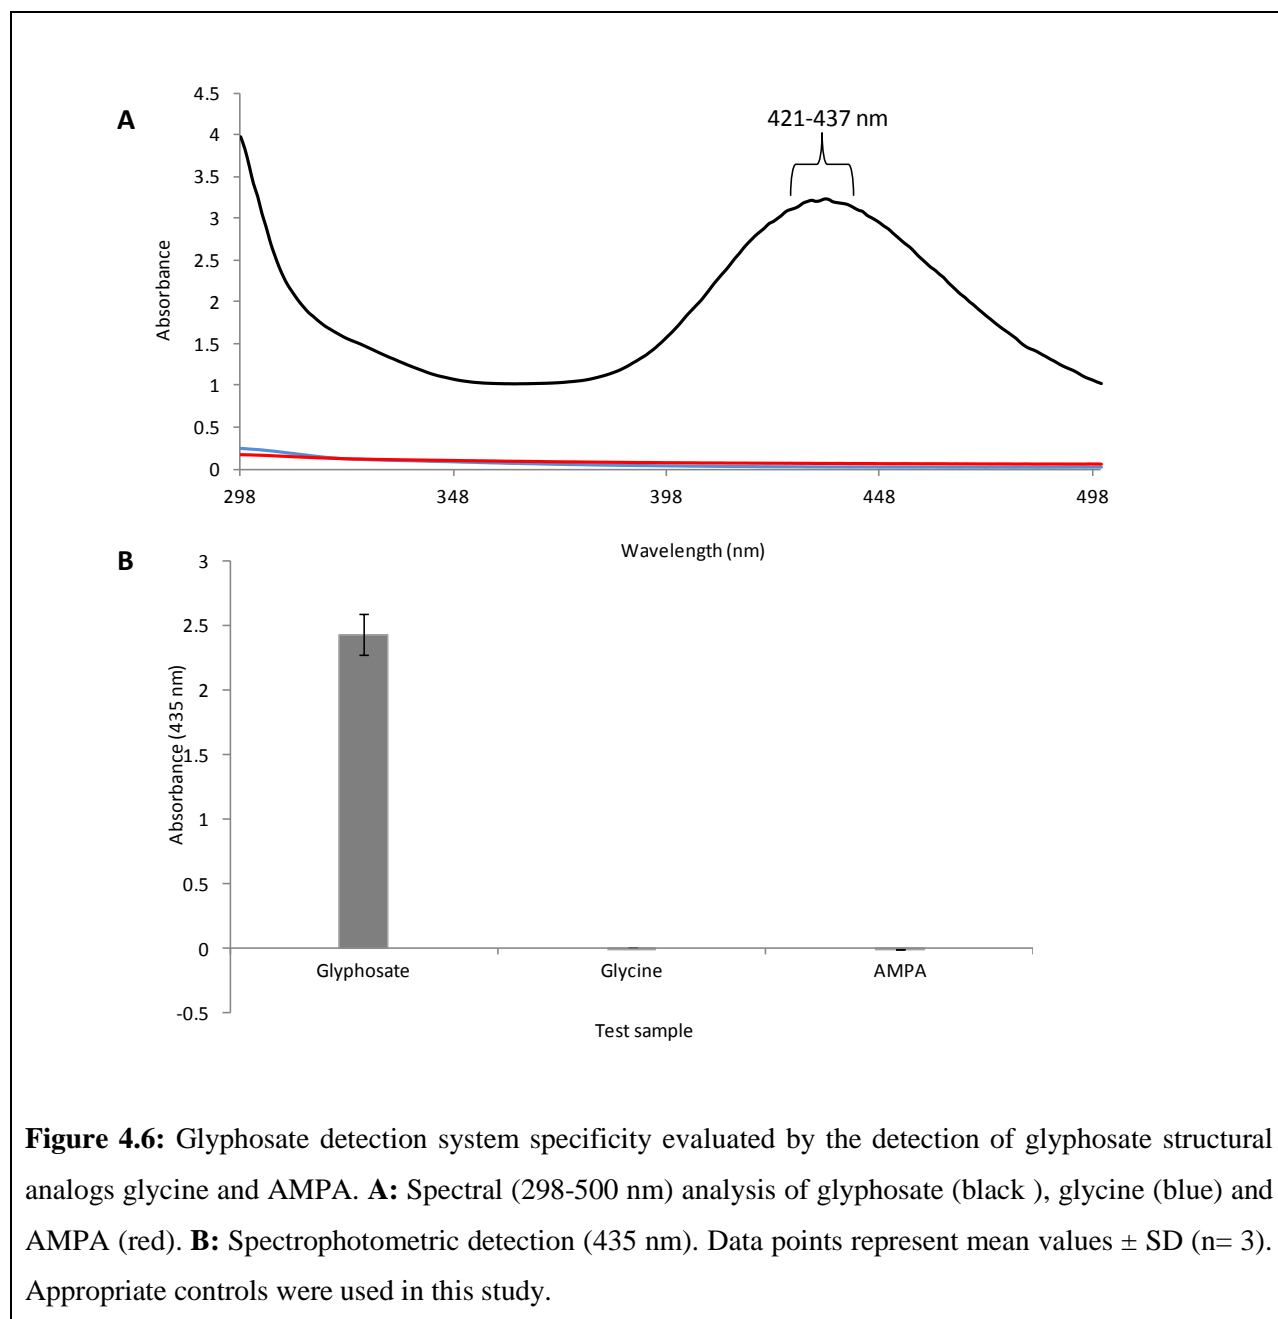 A
421-437 nm
4.5
4
3.5
3
2.5
2
1.5
1
0.5
0
Absorbance
298 348 398 448 498
Wavelength (nm)
B
3
2.5
2
1.5
1
0.5
0
-0.5
Absorbance (435 nm)
Glyphosate Glycine AMPA
Test sample
Figure 4.6: Glyphosate detection system specificity evaluated by the detection of glyphosate structural
analogs glycine and AMPA. A: Spectral (298-500 nm) analysis of glyphosate (black ), glycine (blue) and
AMPA (red). B: Spectrophotometric detection (435 nm). Data points represent mean values ± SD (n= 3).
Appropriate controls were used in this study.